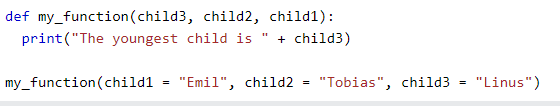 def my_function(child3, child2, child1):
  print("The youngest child is " + child3)

my_function(child1 = "Emil", child2 = "Tobias", child3 = "Linus")